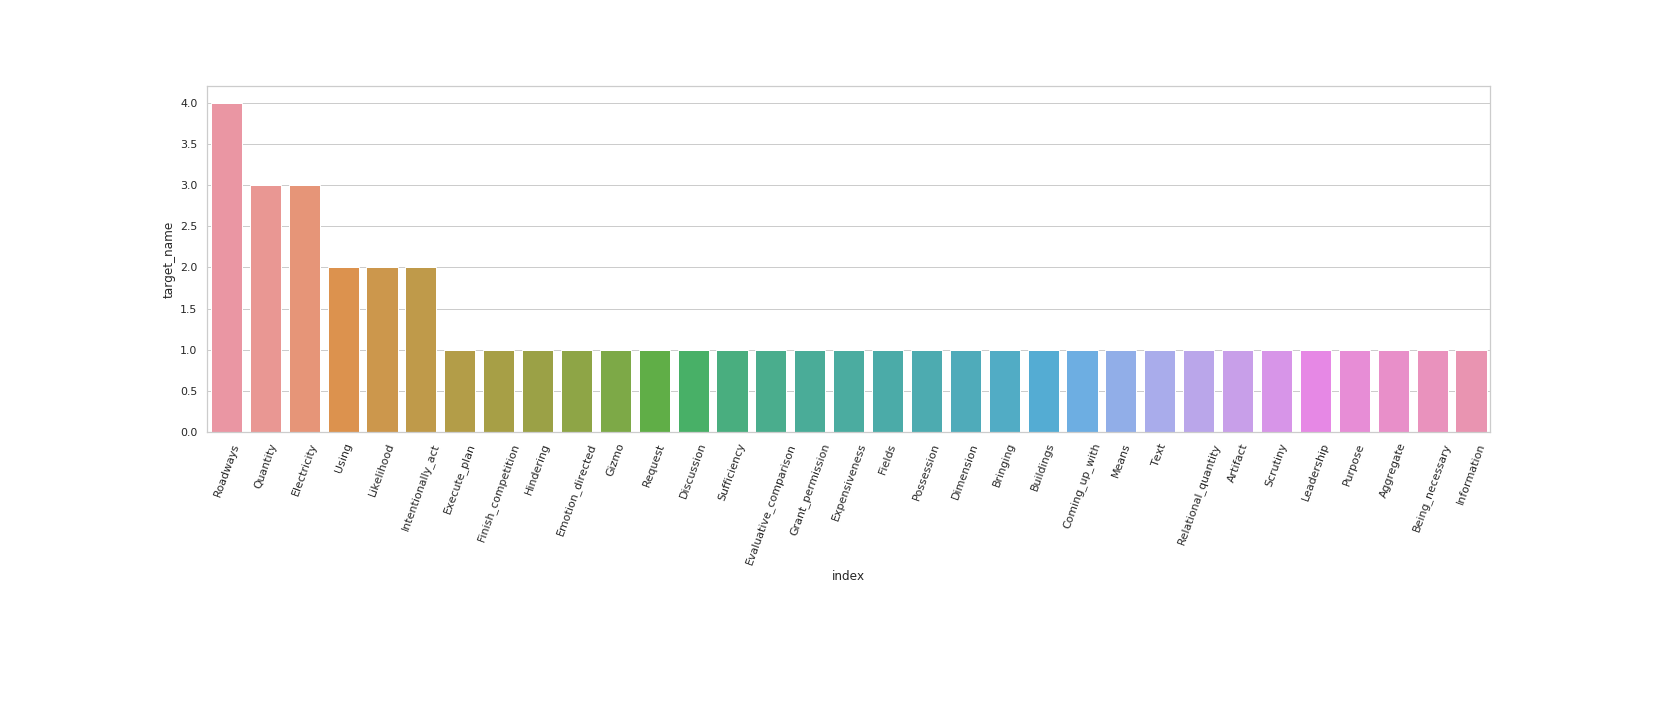 4.0
3.5
3.0
2.5
2.0
1.5
1.0
0.5
0.0
target_name
Roadways
Quantity
Electricity
Using
Likelihood
Intentionally_act
Execute_plan
Finish_competition
Hindering
Emotion_directed
Gizmo
Request
Discussion
Sufficiency
Evaluative_comparison
Grant_permission
Expensiveness
Fields
Possession
Dimension
Bringing
Buildings
Coming_up_with
Means
Text
Relational_quantity
Artifact
Scrutiny
Leadership
Purpose
Aggregate
Being_necessary
Information
index